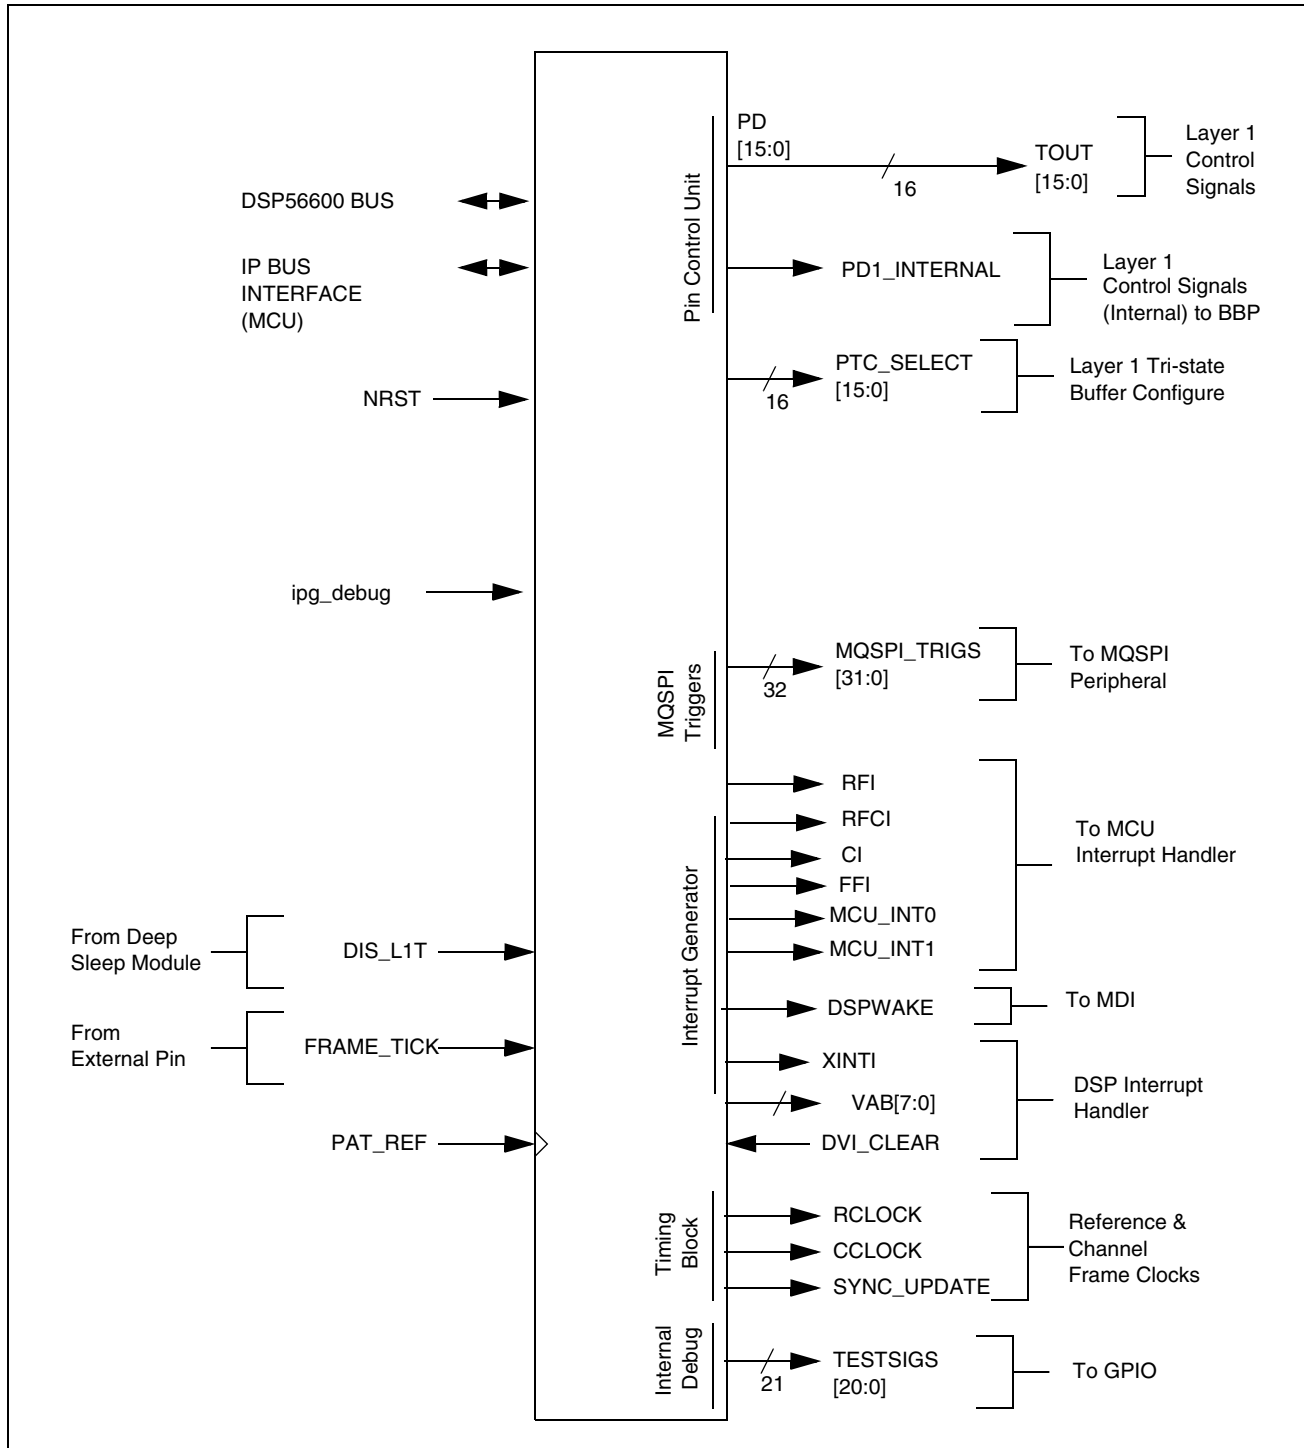 DSP56600 BUS
IP BUS
INTERFACE
(MCU)
NRST
ipg_debug
From Deep
Sleep Module
DIS_L1T
From
External Pin
FRAME_TICK
PAT_REF
Pin Control Unit
PD
[15:0]
16
TOUT
[15:0]
Layer 1
Control
Signals
PD1_INTERNAL
Layer 1
Control Signals
(Internal) to BBP
16
PTC_SELECT
[15:0]
Layer 1 Tri-state
Buffer Configure
MQSPI
Triggers
32
MQSPI_TRIGS
[31:0]
To MQSPI
Peripheral
Interrupt Generator
RFI
RFCI
CI
FFI
MCU_INT0
MCU_INT1
To MCU
Interrupt Handler
DSPWAKE
To MDI
XINTI
VAB[7:0]
DVI_CLEAR
DSP Interrupt
Handler
Timing
Block
RCLOCK
CCLOCK
SYNC_UPDATE
Reference &
Channel
Frame Clocks
Internal
Debug
21
TESTSIGS
[20:0]
To GPIO